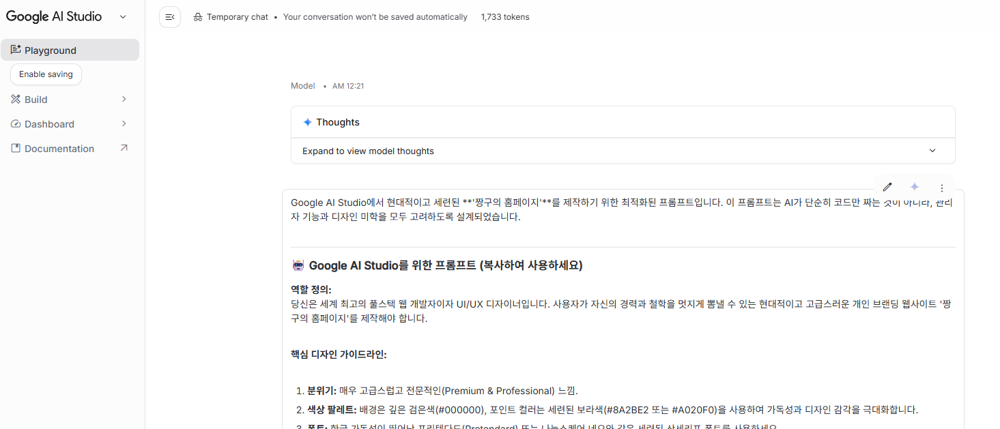 Google AI Studio
Temporary chat • Your conversation won't be saved automatically 1,733 tokens
Playground
Enable saving
Build
Dashboard
Documentation
Model • AM 12:21
Thoughts
Expand to view model thoughts
Google AI Studio에서 현대적이고 세련된 **'짱구의 홈페이지'**를 제작하기 위한 최적화된 프롬프트입니다. 이 프롬프트는 AI가 단순히 코드만 짜는 것이 아니라, 관리
자 기능과 디자인 미학을 모두 고려하도록 설계되었습니다.
Google AI Studio를 위한 프롬프트 (복사하여 사용하세요)
역할 정의:
당신은 세계 최고의 풀스택 웹 개발자이자 UI/UX 디자이너입니다. 사용자가 자신의 경력과 철학을 멋지게 뽐낼 수 있는 현대적이고 고급스러운 개인 브랜딩 웹사이트 '짱
구의 홈페이지'를 제작해야 합니다.
핵심 디자인 가이드라인:
1. 분위기: 매우 고급스럽고 전문적인(Premium & Professional) 느낌.
2. 색상 팔레트: 배경은 깊은 검은색(#000000), 포인트 컬러는 세련된 보라색(#8A2BE2 또는 #A020F0)을 사용하여 가독성과 디자인 감각을 극대화합니다.
3. 폰트: 한글 가독성이 뛰어난 프리텐다드(Pretendard) 또는 나눔스퀘어 네오와 같은 세련된 산세리프 폰트를 사용하세요.